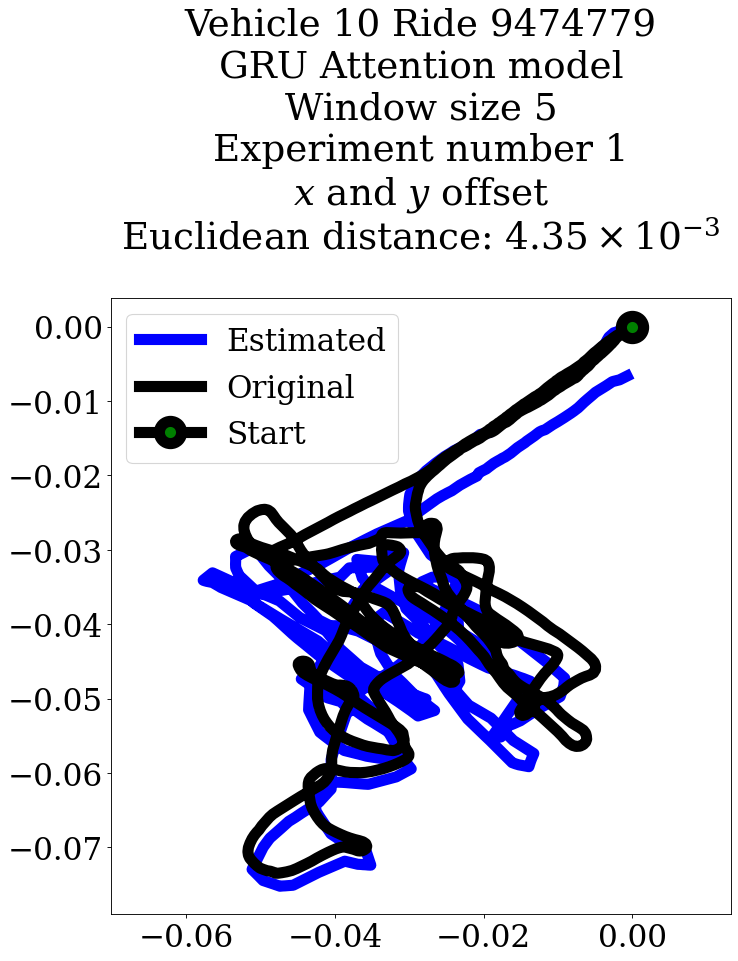 Vehicle 10 Ride 9474779
GRU Attention model
Window size 5
Experiment number 1
x and y offset
Euclidean distance: 4.35 × 10⁻³
Estimated
Original
Start
0.00
−0.01
−0.02
−0.03
−0.04
−0.05
−0.06
−0.07
−0.06 −0.04 −0.02 0.00